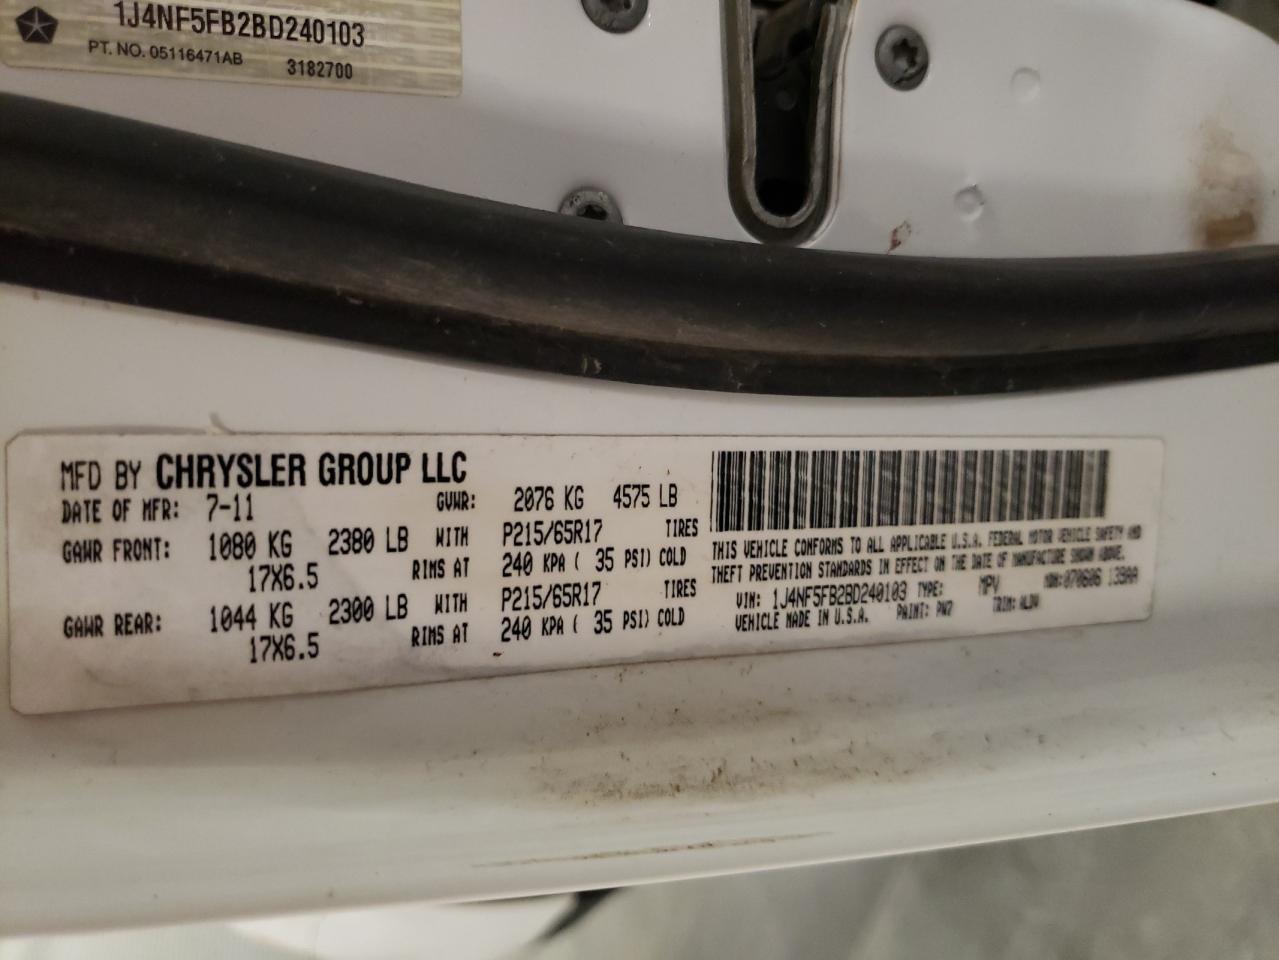 1J4NF5FB2BD240103
PT. NO. 05116471AB 3182700
MFD BY CHRYSLER GROUP LLC
DATE OF MFR: 7-11 GVWR: 2076 KG 4575 LB
GAWR FRONT: 1080 KG 2380 LB WITH P215/65R17 TIRES
17X6.5 RIMS AT 240 KPA ( 35 PSI) COLD
GAWR REAR: 1044 KG 2300 LB WITH P215/65R17 TIRES
17X6.5 RIMS AT 240 KPA ( 35 PSI) COLD
THIS VEHICLE CONFORMS TO ALL APPLICABLE U.S.A. FEDERAL MOTOR VEHICLE SAFETY AND
THEFT PREVENTION STANDARDS IN EFFECT ON THE DATE OF MANUFACTURE SHOWN ABOVE.
VIN: 1J4NF5FB2BD240103 TYPE: MPV MDH: 070606 138AA
VEHICLE MADE IN U.S.A. PAINT: PW7 TRIM: